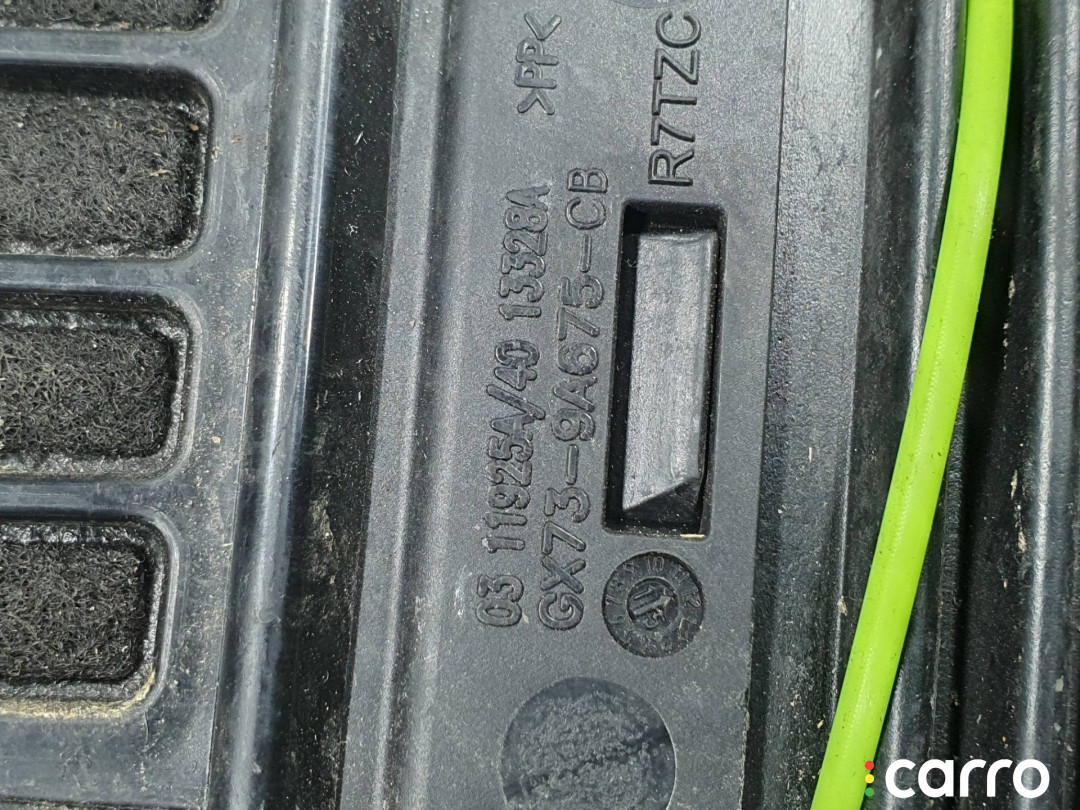 >PP<
03 11925A/40 13328A
GX73-9A675-CB
R7TZC
carro